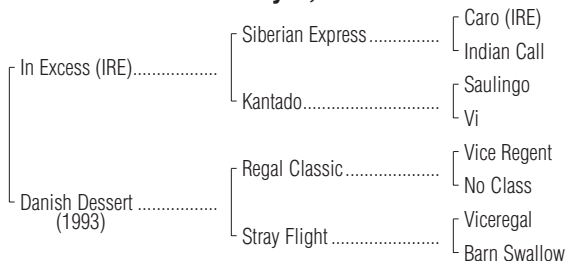 Caro (IRE)
Siberian Express...............
Indian Call
In Excess (IRE)..................
Saulingo
Kantado.............................
Vi
Vice Regent
Regal Classic....................
No Class
Danish Dessert .................
(1993)
Viceregal
Stray Flight .......................
Barn Swallow